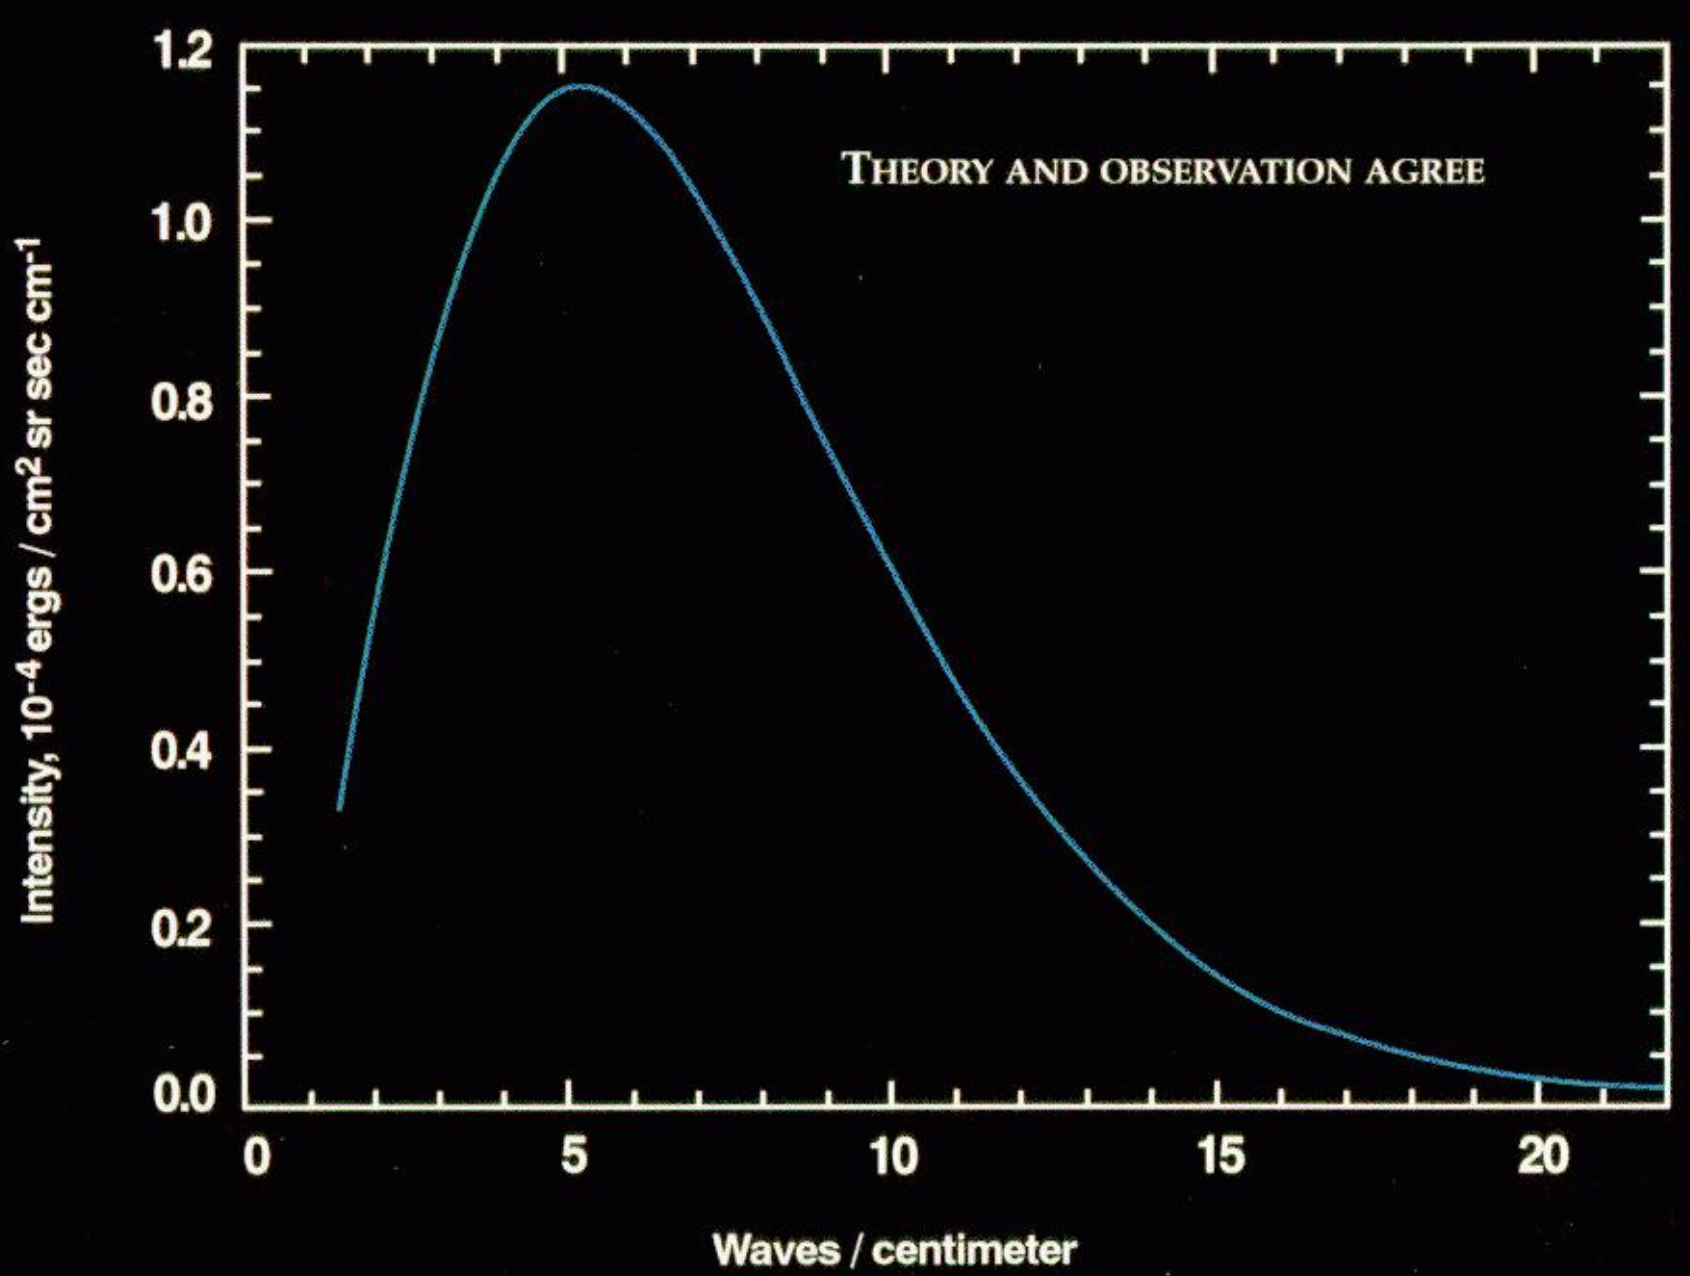 1.2
1.0
0.8
0.6
0.4
0.2
0.0
THEORY AND OBSERVATION AGREE
Intensity, 10⁻⁴ ergs / cm² sr sec cm⁻¹
0 5 10 15 20
Waves / centimeter